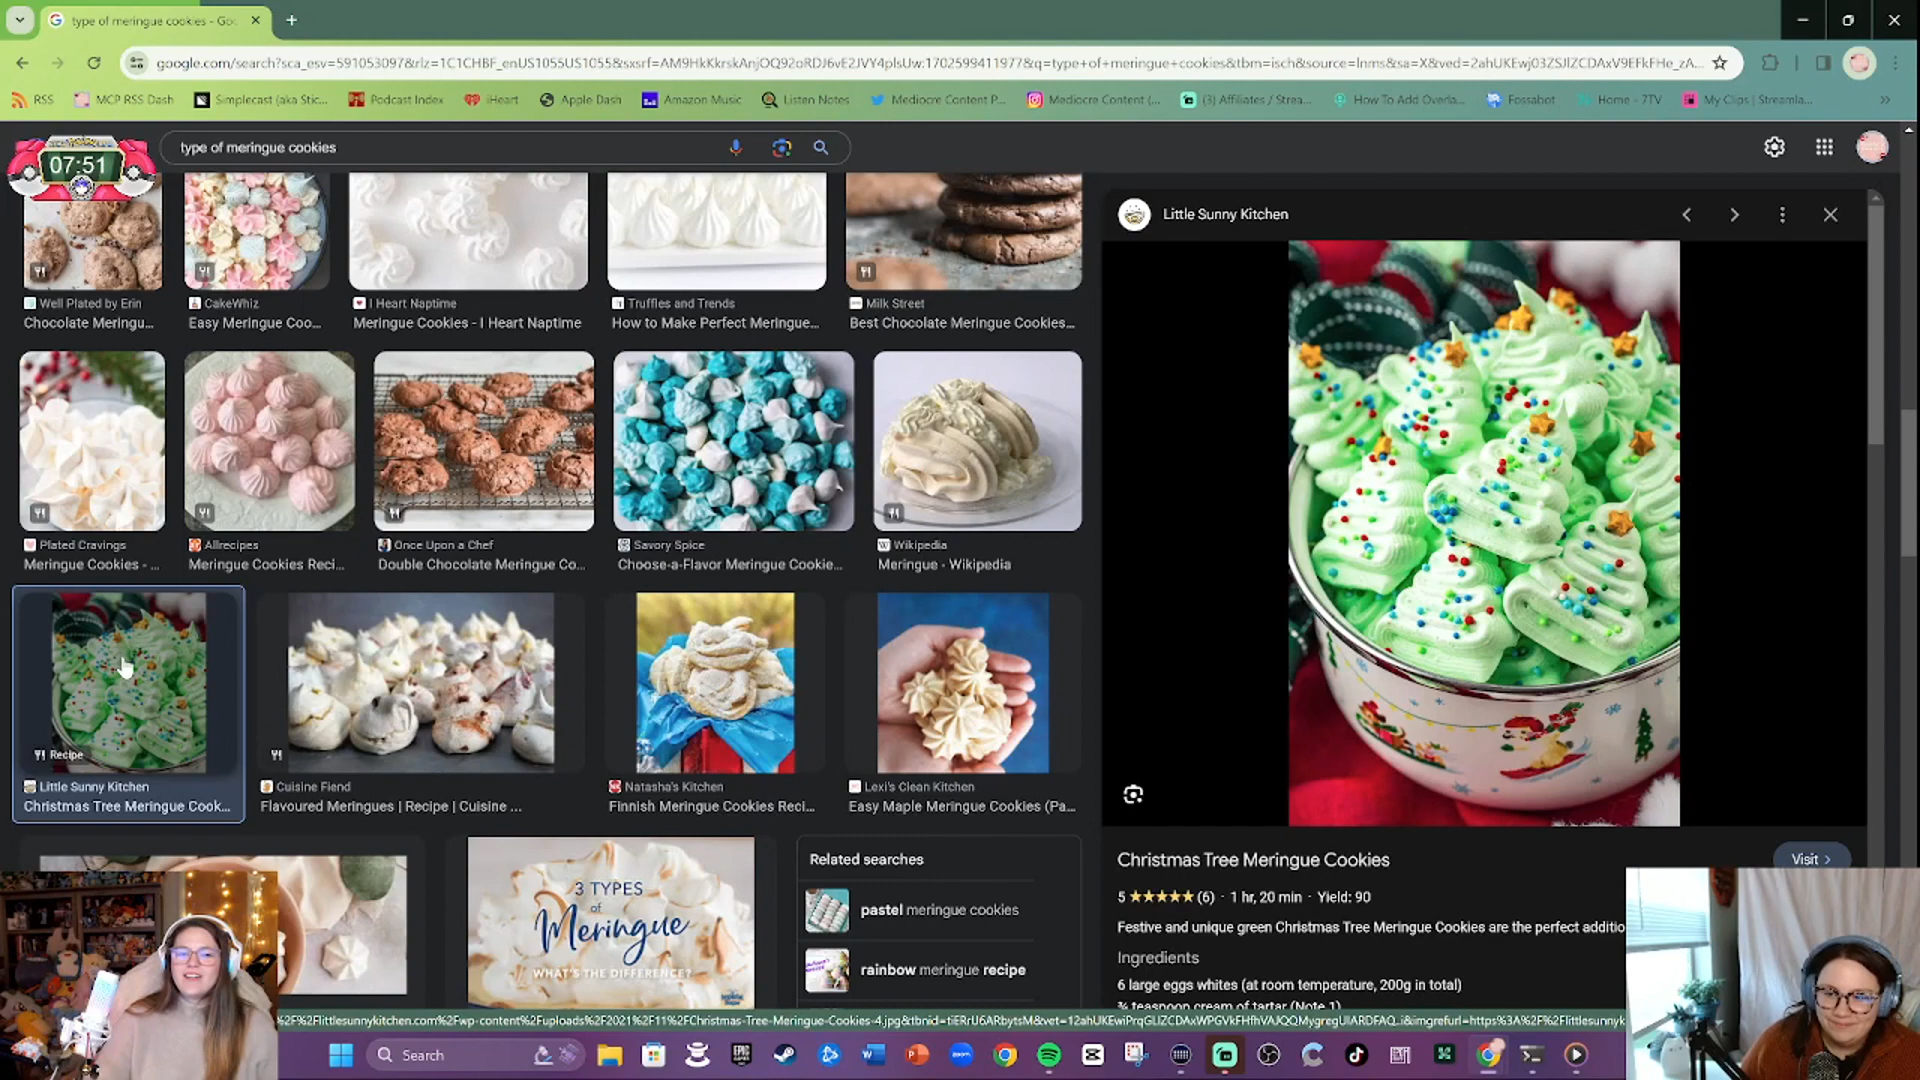 type of meringue cookies - Goo
google.com/search?sca_esv=591053097&rlz=1C1CHBF_enUS1055US1055&sxsrf=AM9HkKkrskAnjOQ92oRDJ6vE2JVY4plsUw:1702599411977&q=type+of+meringue+cookies&tbm=isch&source=lnms&sa=X&ved=2ahUKEwj03ZSJlZCDAxV9EFkFHe_zA...
RSS
MCP RSS Dash
Simplecast (aka Stic...
Podcast Index
iHeart
Apple Dash
Amazon Music
Listen Notes
Mediocre Content P...
Mediocre Content (...
(3) Affiliates / Strea...
How To Add Overla...
Fossabot
Home - 7TV
My Clips | Streamla...
07:51
type of meringue cookies
Little Sunny Kitchen
Well Plated by Erin
Chocolate Meringu...
CakeWhiz
Easy Meringue Coo...
I Heart Naptime
Meringue Cookies - I Heart Naptime
Truffles and Trends
How to Make Perfect Meringue...
Milk Street
Best Chocolate Meringue Cookies...
Plated Cravings
Meringue Cookies - ...
Allrecipes
Meringue Cookies Reci...
Once Upon a Chef
Double Chocolate Meringue Co...
Savory Spice
Choose-a-Flavor Meringue Cookie...
Wikipedia
Meringue - Wikipedia
Recipe
Little Sunny Kitchen
Christmas Tree Meringue Cook...
Cuisine Fiend
Flavoured Meringues | Recipe | Cuisine ...
Natasha's Kitchen
Finnish Meringue Cookies Reci...
Lexi's Clean Kitchen
Easy Maple Meringue Cookies (Pa...
3 TYPES
of
Meringue
WHAT'S THE DIFFERENCE?
Related searches
pastel meringue cookies
rainbow meringue recipe
Christmas Tree Meringue Cookies
Visit
5 ★★★★★ (6) · 1 hr, 20 min · Yield: 90
Festive and unique green Christmas Tree Meringue Cookies are the perfect additio
Ingredients
6 large eggs whites (at room temperature, 200g in total)
¾ teaspoon cream of tartar (Note 1)
Search